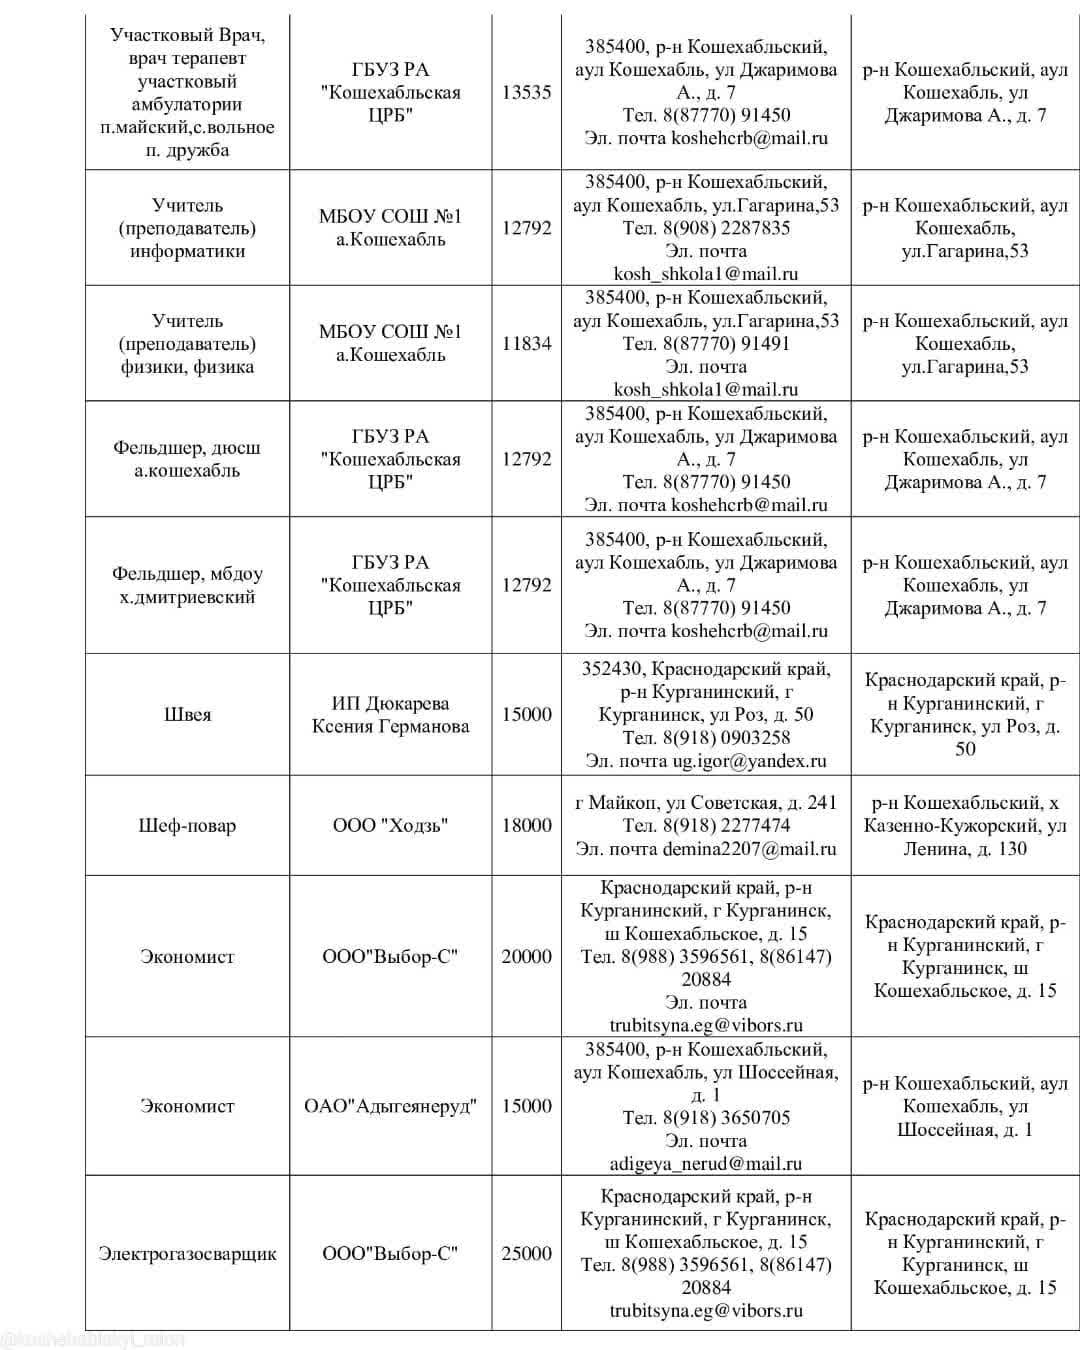 Участковый Врач,
врач терапевт
участковый
амбулатории
п.майский,с.вольное
п. дружба
ГБУЗ РА
"Кошехабльская
ЦРБ"
13535
385400, р-н Кошехабльский,
аул Кошехабль, ул Джаримова
А., д. 7
Тел. 8(87770) 91450
Эл. почта koshehcrb@mail.ru
р-н Кошехабльский, аул
Кошехабль, ул
Джаримова А., д. 7
Учитель
(преподаватель)
информатики
МБОУ СОШ №1
а.Кошехабль
12792
385400, р-н Кошехабльский,
аул Кошехабль, ул.Гагарина,53
Тел. 8(908) 2287835
Эл. почта
kosh_shkola1@mail.ru
р-н Кошехабльский, аул
Кошехабль,
ул.Гагарина,53
Учитель
(преподаватель)
физики, физика
МБОУ СОШ №1
а.Кошехабль
11834
385400, р-н Кошехабльский,
аул Кошехабль, ул.Гагарина,53
Тел. 8(87770) 91491
Эл. почта
kosh_shkola1@mail.ru
р-н Кошехабльский, аул
Кошехабль,
ул.Гагарина,53
Фельдшер, дюсш
а.кошехабль
ГБУЗ РА
"Кошехабльская
ЦРБ"
12792
385400, р-н Кошехабльский,
аул Кошехабль, ул Джаримова
А., д. 7
Тел. 8(87770) 91450
Эл. почта koshehcrb@mail.ru
р-н Кошехабльский, аул
Кошехабль, ул
Джаримова А., д. 7
Фельдшер, мбдоу
х.дмитриевский
ГБУЗ РА
"Кошехабльская
ЦРБ"
12792
385400, р-н Кошехабльский,
аул Кошехабль, ул Джаримова
А., д. 7
Тел. 8(87770) 91450
Эл. почта koshehcrb@mail.ru
р-н Кошехабльский, аул
Кошехабль, ул
Джаримова А., д. 7
Швея
ИП Дюкарева
Ксения Германова
15000
352430, Краснодарский край,
р-н Курганинский, г
Курганинск, ул Роз, д. 50
Тел. 8(918) 0903258
Эл. почта ug.igor@yandex.ru
Краснодарский край, р-
н Курганинский, г
Курганинск, ул Роз, д.
50
Шеф-повар
ООО "Ходзь"
18000
г Майкоп, ул Советская, д. 241
Тел. 8(918) 2277474
Эл. почта demina2207@mail.ru
р-н Кошехабльский, х
Казенно-Кужорский, ул
Ленина, д. 130
Экономист
ООО"Выбор-С"
20000
Краснодарский край, р-н
Курганинский, г Курганинск,
ш Кошехабльское, д. 15
Тел. 8(988) 3596561, 8(86147)
20884
Эл. почта
trubitsyna.eg@vibors.ru
Краснодарский край, р-
н Курганинский, г
Курганинск, ш
Кошехабльское, д. 15
Экономист
ОАО"Адыгеянеруд"
15000
385400, р-н Кошехабльский,
аул Кошехабль, ул Шоссейная,
д. 1
Тел. 8(918) 3650705
Эл. почта
adigeya_nerud@mail.ru
р-н Кошехабльский, аул
Кошехабль, ул
Шоссейная, д. 1
Электрогазосварщик
ООО"Выбор-С"
25000
Краснодарский край, р-н
Курганинский, г Курганинск,
ш Кошехабльское, д. 15
Тел. 8(988) 3596561, 8(86147)
20884
trubitsyna.eg@vibors.ru
Краснодарский край, р-
н Курганинский, г
Курганинск, ш
Кошехабльское, д. 15